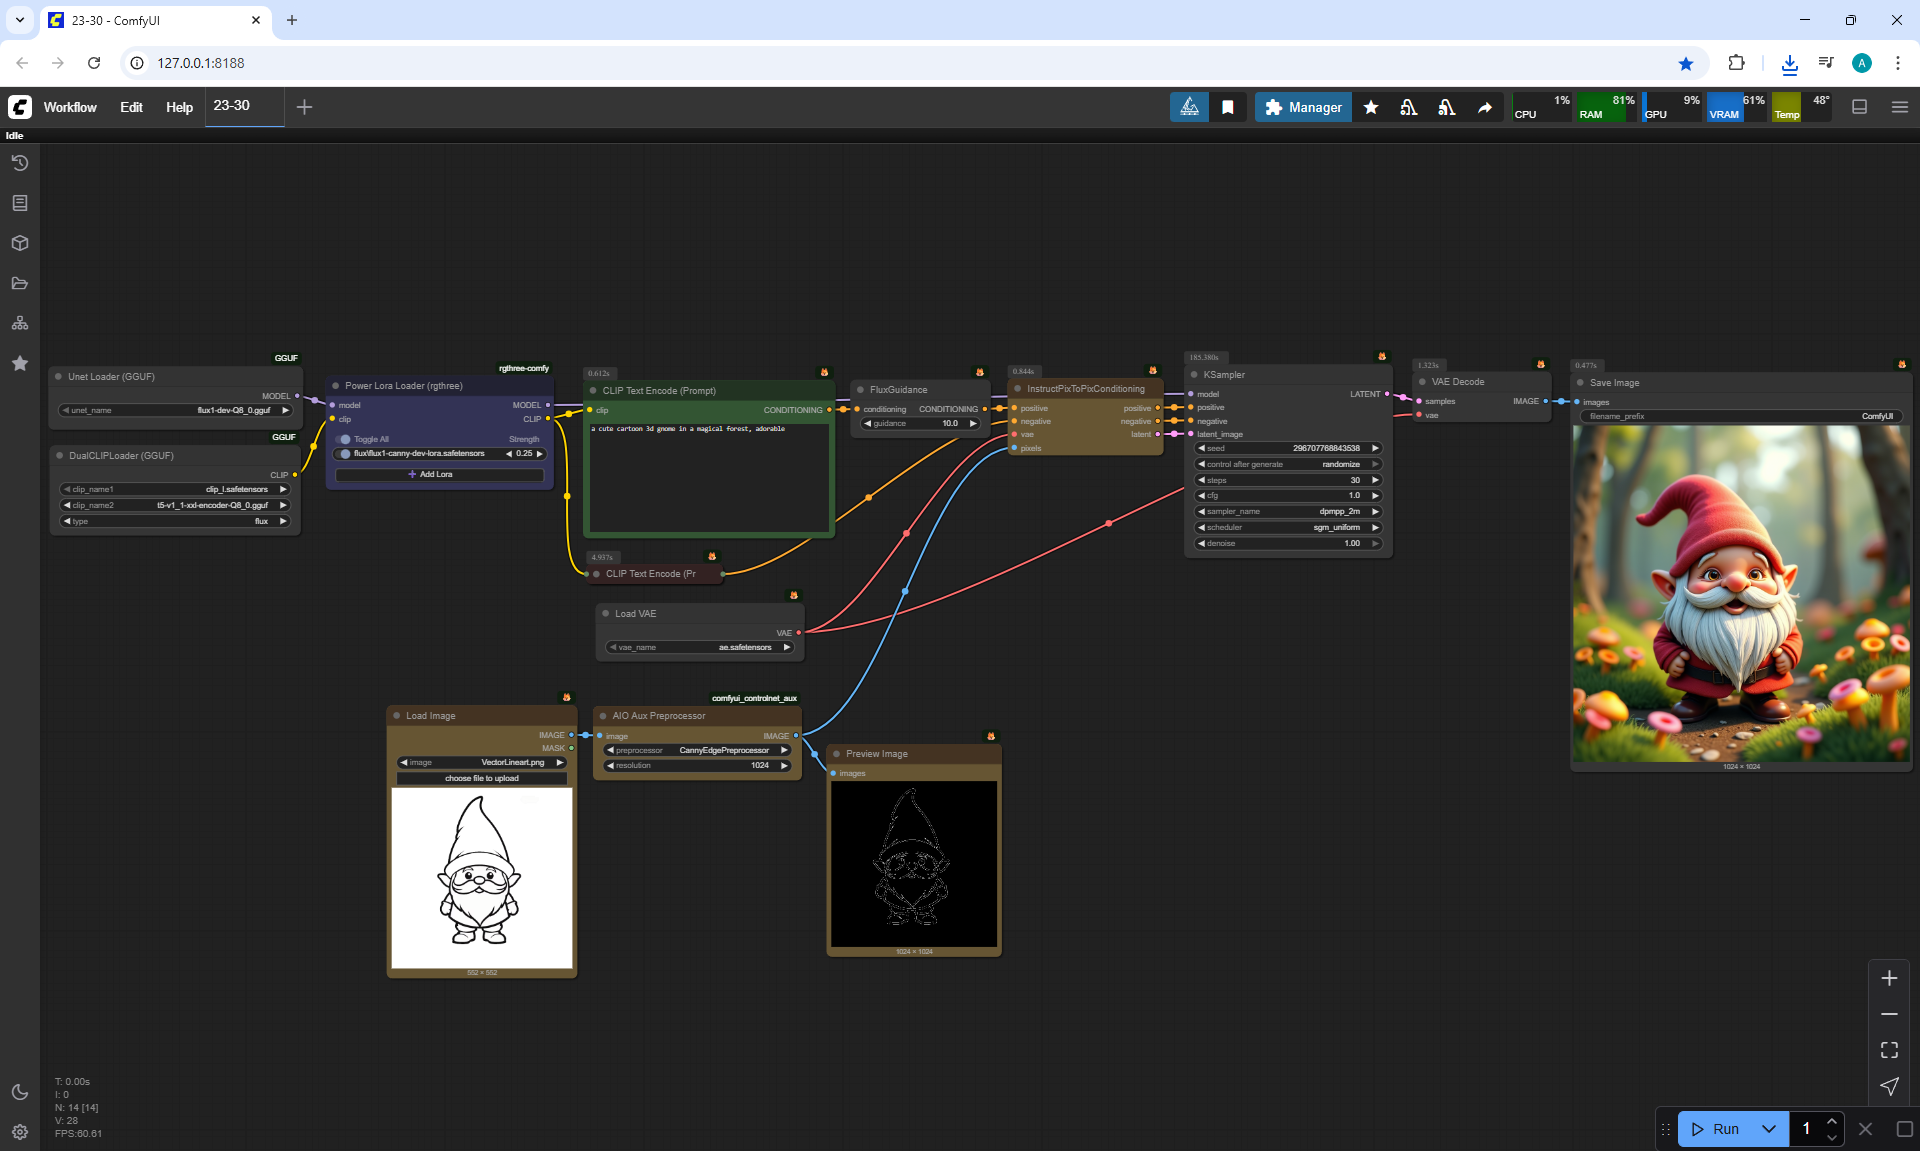 23-30 - ComfyUI
127.0.0.1:8188
A
Workflow
Edit
Help
23-30
Manager
CPU 1%
RAM 81%
GPU 9%
VRAM 61%
Temp 48°
Idle
GGUF
Unet Loader (GGUF)
MODEL
unet_name flux1-dev-Q8_0.gguf
GGUF
DualCLIPLoader (GGUF)
CLIP
clip_name1 clip_l.safetensors
clip_name2 t5-v1_1-xxl-encoder-Q8_0.gguf
type flux
rgthree-comfy
Power Lora Loader (rgthree)
model MODEL
clip CLIP
Toggle All Strength
flux\flux1-canny-dev-lora.safetensors 0.25
Add Lora
0.612s
CLIP Text Encode (Prompt)
clip CONDITIONING
a cute cartoon 3d gnome in a magical forest, adorable
4.937s
CLIP Text Encode (Pr
Load VAE
VAE
vae_name ae.safetensors
FluxGuidance
conditioning CONDITIONING
guidance 10.0
0.844s
InstructPixToPixConditioning
positive positive
negative negative
vae latent
pixels
185.380s
KSampler
model LATENT
positive
negative
latent_image
seed 296707768843538
control after generate randomize
steps 30
cfg 1.0
sampler_name dpmpp_2m
scheduler sgm_uniform
denoise 1.00
1.323s
VAE Decode
samples IMAGE
vae
0.477s
Save Image
images
filename_prefix ComfyUI
1024 × 1024
Load Image
IMAGE
MASK
image VectorLineart.png
choose file to upload
552 × 552
comfyui_controlnet_aux
AIO Aux Preprocessor
image IMAGE
preprocessor CannyEdgePreprocessor
resolution 1024
Preview Image
images
1024 × 1024
T: 0.00s
I: 0
N: 14 [14]
V: 28
FPS:60.61
Run
1